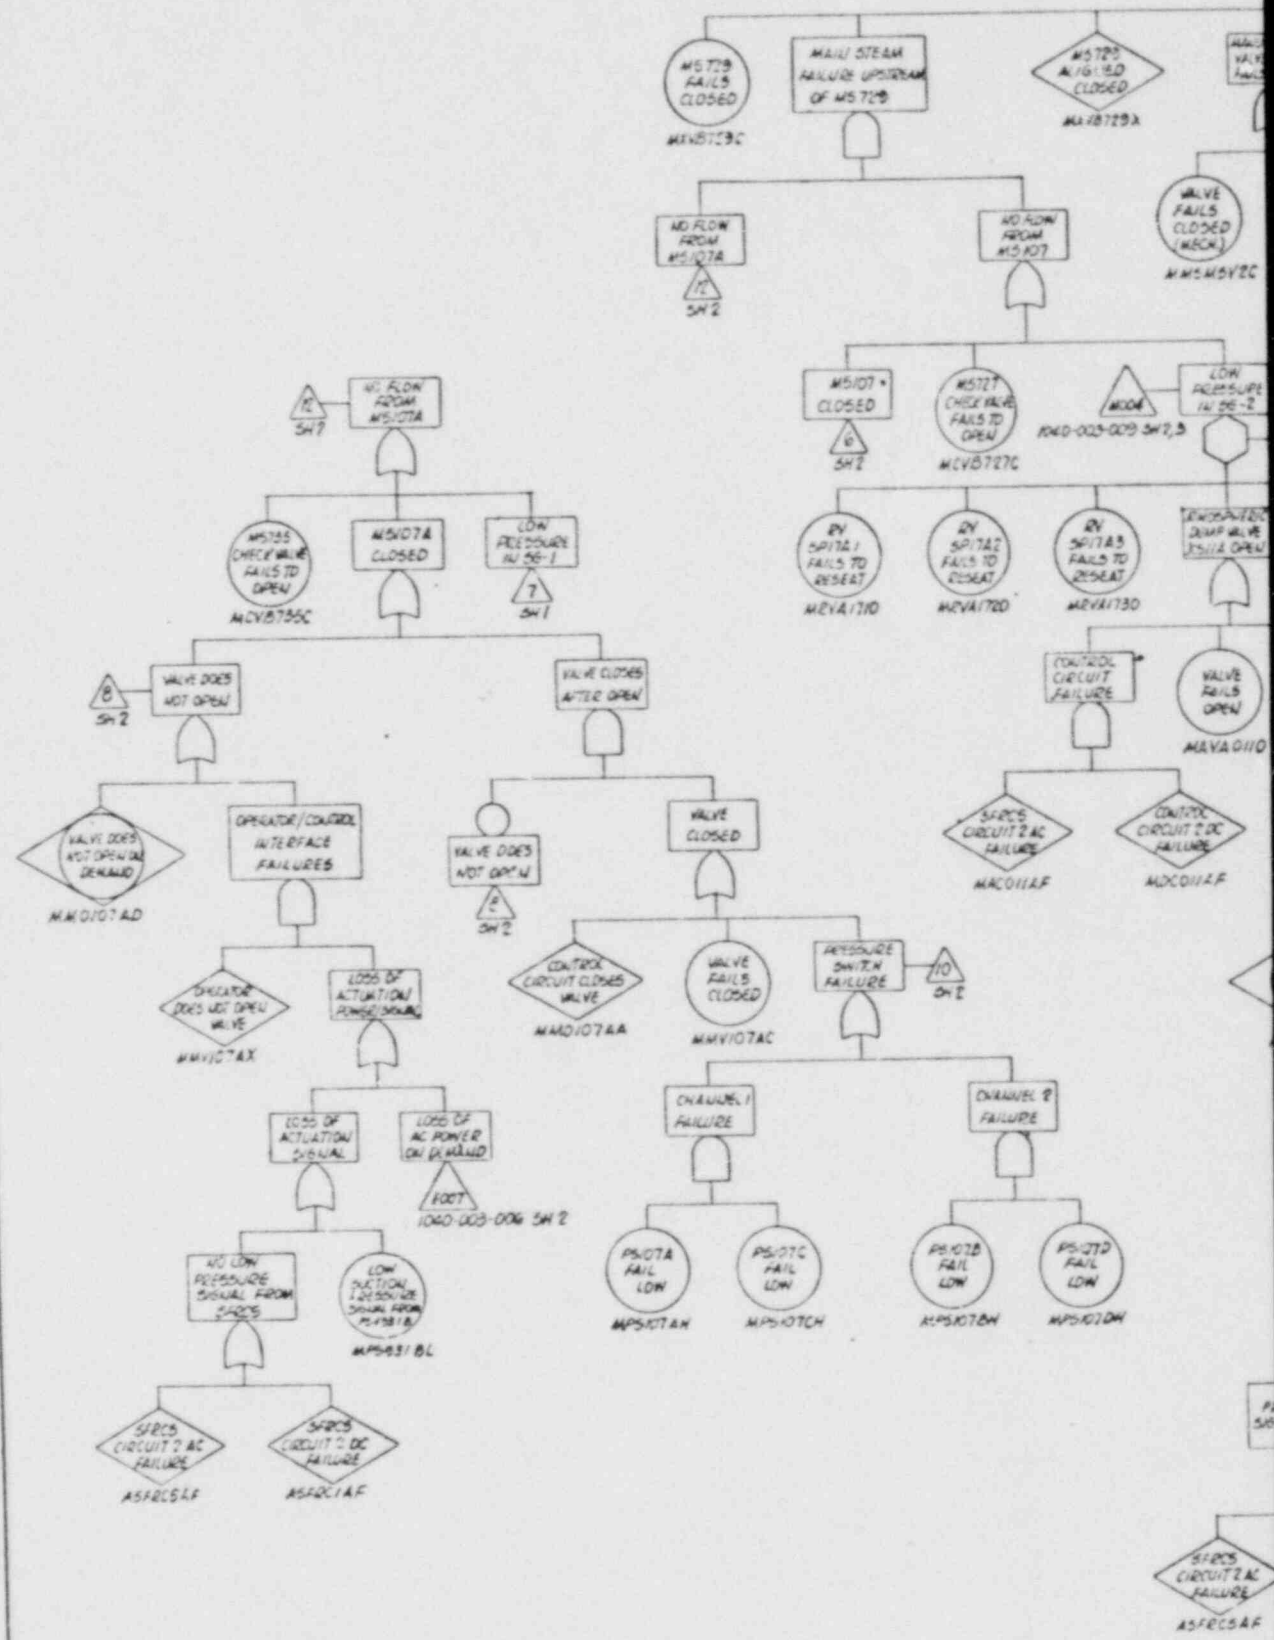 MS 729
FAILS
CLOSED
MAIN STEAM
FAILURE UPSTREAM
OF MS 729
MS 729
ALIGNED
CLOSED
VALVE
FAILS
CLOSED
(MECH.)
MMSMSV2C
NO FLOW
FROM
MS107A
12
SH 2
NO FLOW
FROM
MS107
MS107
CLOSED
6
SH 2
MS727
CHECK VALVE
FAILS TO
OPEN
MCVB727C
1040-003-009 SH 2,3
LOW
PRESSURE
IN SG-2
12
NO FLOW
FROM
MS107A
MS735
CHECK VALVE
FAILS TO
OPEN
MCVB735C
MS107A
CLOSED
LOW
PRESSURE
IN SG-1
7
SH 1
RV
SP17A1
FAILS TO
RESEAT
MRVA171D
RV
SP17A2
FAILS TO
RESEAT
MRVA172D
RV
SP17A3
FAILS TO
RESEAT
MRVA173D
ATMOSPHERIC
DUMP VALVE
OPEN
8
SH 2
VALVE DOES
NOT OPEN
VALVE CLOSES
AFTER OPEN
CONTROL
CIRCUIT
FAILURE
VALVE
FAILS
OPEN
VALVE DOES
NOT OPEN ON
DEMAND
MMO107AD
OPERATOR/CONTROL
INTERFACE
FAILURES
VALVE DOES
NOT OPEN
8
SH 2
VALVE
CLOSED
SFRCS
CIRCUIT 2 AC
FAILURE
MAC011AF
CONTROL
CIRCUIT 2 DC
FAILURE
MDC011AF
OPERATOR
DOES NOT OPEN
VALVE
MMV107AX
LOSS OF
ACTUATION
POWER/SIGNAL
CONTROL
CIRCUIT CLOSES
VALVE
MMO107AA
VALVE
FAILS
CLOSED
MMV107AC
PRESSURE
SWITCH
FAILURE
10
SH 2
LOSS OF
ACTUATION
SIGNAL
LOSS OF
AC POWER
ON DEMAND
1040-003-006 SH 2
CHANNEL 1
FAILURE
CHANNEL 2
FAILURE
NO LOW
PRESSURE
SIGNAL FROM
SFRCS
LOW
SUCTION
PRESSURE
SIGNAL FROM
PS107A
FAIL
LOW
MPS107AH
PS107C
FAIL
LOW
MPS107CH
PS107B
FAIL
LOW
MPS107BH
PS107D
FAIL
LOW
MPS107DH
SFRCS
CIRCUIT 2 AC
FAILURE
ASFRC5AF
SFRCS
CIRCUIT 2 DC
FAILURE
ASFRC1AF
SFRCS
CIRCUIT 2 AC
FAILURE
ASFRC5AF